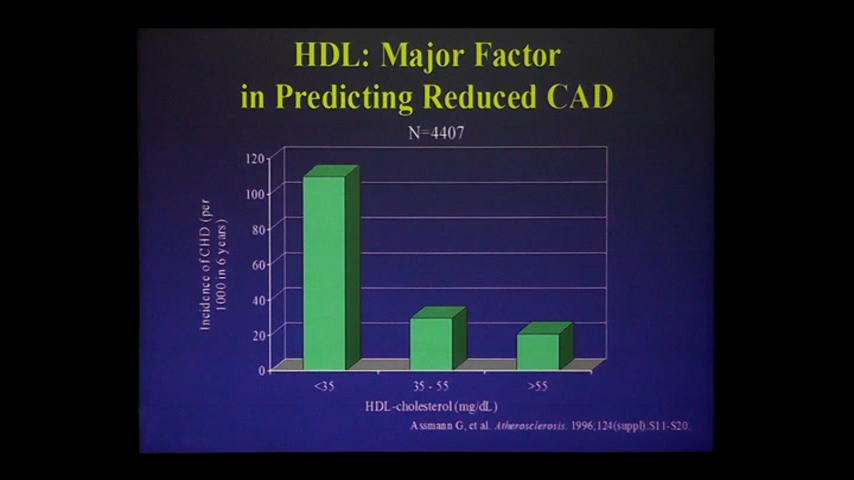 HDL: Major Factor
in Predicting Reduced CAD
N=4407
120
100
80
60
40
20
0
Incidence of CHD (per
1000 in 6 years)
<35
35 - 55
>55
HDL-cholesterol (mg/dL)
Assmann G, et al. Atherosclerosis. 1996;124(suppl).S11-S20.